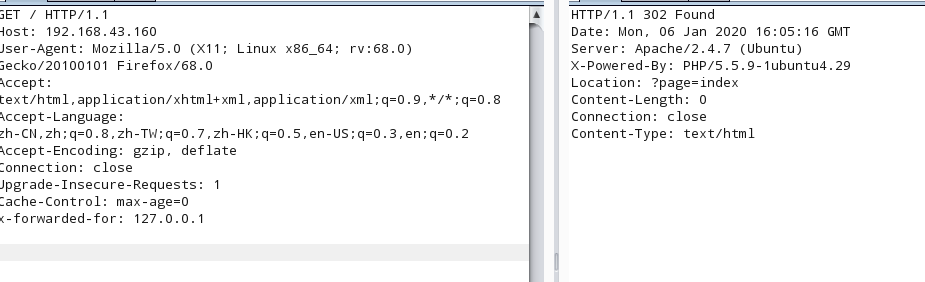 GET / HTTP/1.1
Host: 192.168.43.160
User-Agent: Mozilla/5.0 (X11; Linux x86_64; rv:68.0)
Gecko/20100101 Firefox/68.0
Accept:
text/html,application/xhtml+xml,application/xml;q=0.9,*/*;q=0.8
Accept-Language:
zh-CN,zh;q=0.8,zh-TW;q=0.7,zh-HK;q=0.5,en-US;q=0.3,en;q=0.2
Accept-Encoding: gzip, deflate
Connection: close
Upgrade-Insecure-Requests: 1
Cache-Control: max-age=0
x-forwarded-for: 127.0.0.1
HTTP/1.1 302 Found
Date: Mon, 06 Jan 2020 16:05:16 GMT
Server: Apache/2.4.7 (Ubuntu)
X-Powered-By: PHP/5.5.9-1ubuntu4.29
Location: ?page=index
Content-Length: 0
Connection: close
Content-Type: text/html